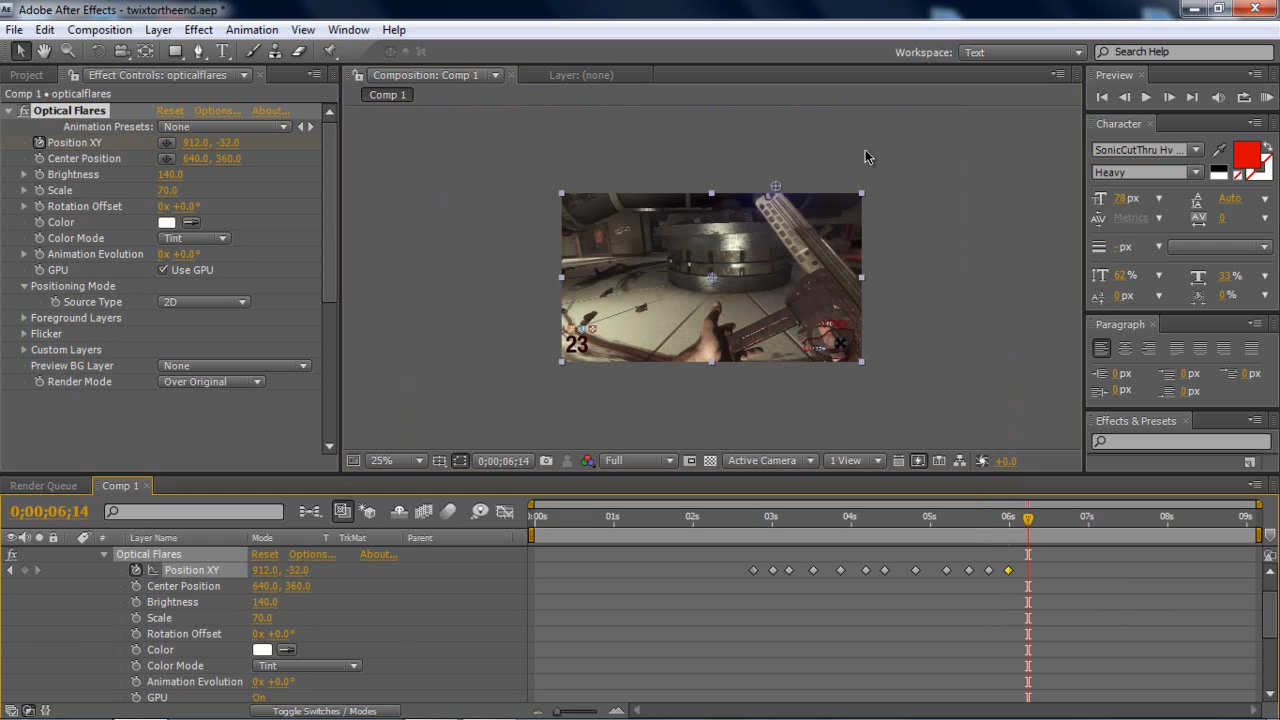 Adobe After Effects - twixtortheend.aep *
File Edit Composition Layer Effect Animation View Window Help
Workspace: Text Search Help
Project Effect Controls: opticalflares Composition: Comp 1 Layer: (none) Preview
Comp 1 • opticalflares Comp 1
Optical Flares Reset Options... About...
Animation Presets: None
Position XY 912.0, -32.0
Center Position 640.0, 360.0
Brightness 140.0
Scale 70.0
Rotation Offset 0x +0.0°
Color
Color Mode Tint
Animation Evolution 0x +0.0°
GPU Use GPU
Positioning Mode
Source Type 2D
Foreground Layers
Flicker
Custom Layers
Preview BG Layer None
Render Mode Over Original
23
Character
SonicCutThru Hv ...
Heavy
78 px Auto
Metrics 0
- px
62 % 33 %
0 px 0 %
Paragraph
0 px 0 px 0 px
0 px 0 px
Effects & Presets
25% 0;00;06;14 Full Active Camera 1 View +0.0
Render Queue Comp 1
0;00;06;14
Layer Name Mode T TrkMat Parent
:00s 01s 02s 03s 04s 05s 06s 07s 08s 09s
fx Optical Flares Reset Options... About...
Position XY 912.0, -32.0
Center Position 640.0, 360.0
Brightness 140.0
Scale 70.0
Rotation Offset 0x +0.0°
Color
Color Mode Tint
Animation Evolution 0x +0.0°
GPU On
Toggle Switches / Modes